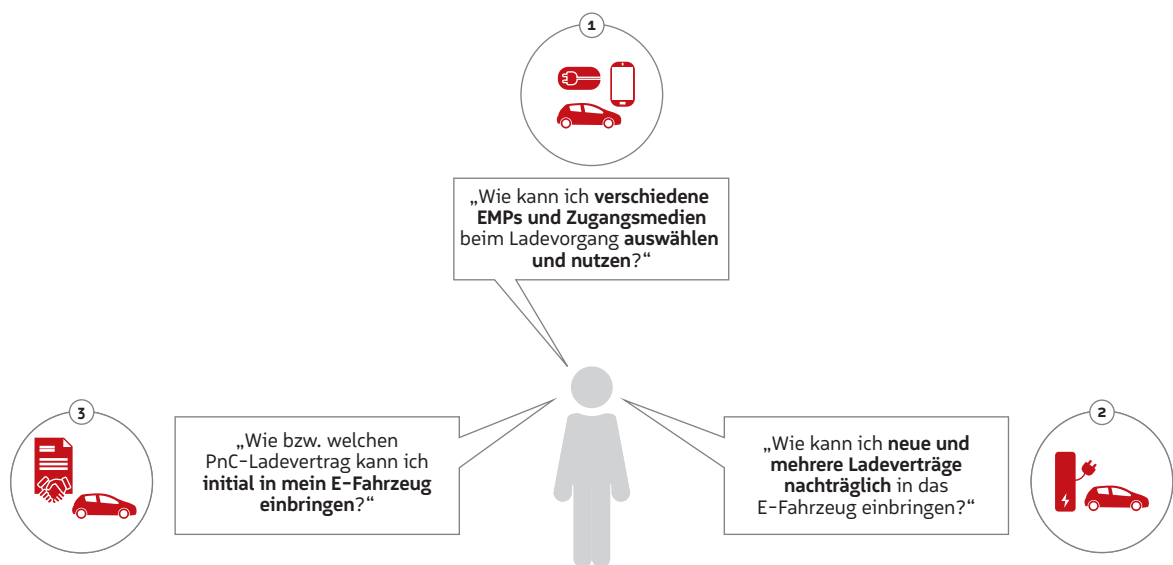 1
„Wie kann ich verschiedene
EMPs und Zugangsmedien
beim Ladevorgang auswählen
und nutzen?“
3
„Wie bzw. welchen
PnC-Ladevertrag kann ich
initial in mein E-Fahrzeug
einbringen?“
2
„Wie kann ich neue und
mehrere Ladeverträge
nachträglich in das
E-Fahrzeug einbringen?“